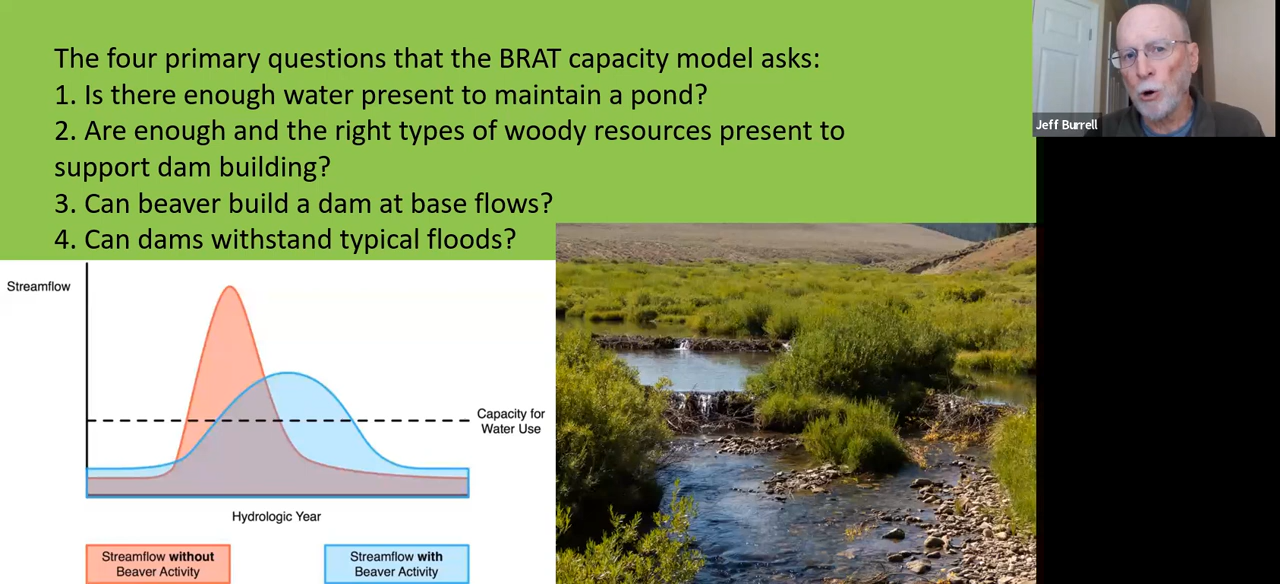 The four primary questions that the BRAT capacity model asks:
1. Is there enough water present to maintain a pond?
2. Are enough and the right types of woody resources present to
support dam building?
3. Can beaver build a dam at base flows?
4. Can dams withstand typical floods?
Jeff Burrell
Streamflow
Capacity for
Water Use
Hydrologic Year
Streamflow without
Beaver Activity
Streamflow with
Beaver Activity